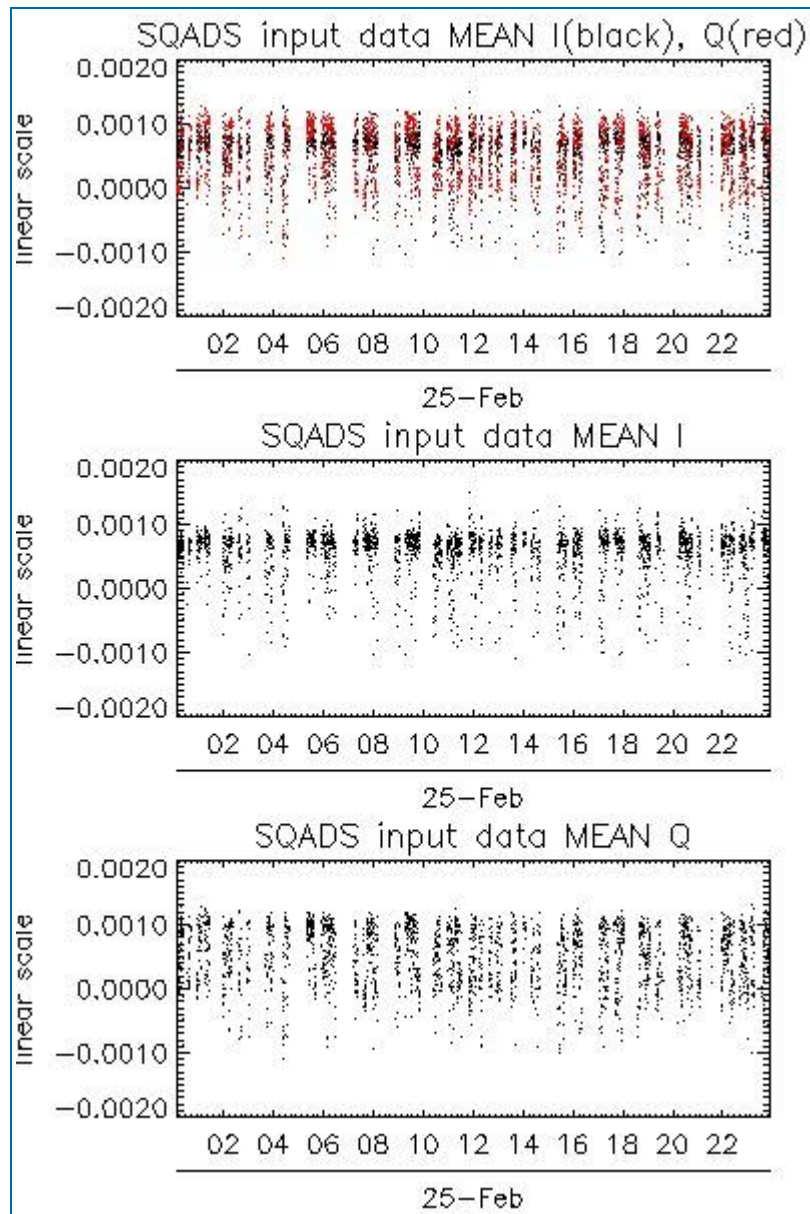 SQADS input data MEAN I(black), Q(red)
0.0020
0.0010
0.0000
−0.0010
−0.0020
linear scale
02 04 06 08 10 12 14 16 18 20 22
25−Feb
SQADS input data MEAN I
0.0020
0.0010
0.0000
−0.0010
−0.0020
linear scale
02 04 06 08 10 12 14 16 18 20 22
25−Feb
SQADS input data MEAN Q
0.0020
0.0010
0.0000
−0.0010
−0.0020
linear scale
02 04 06 08 10 12 14 16 18 20 22
25−Feb